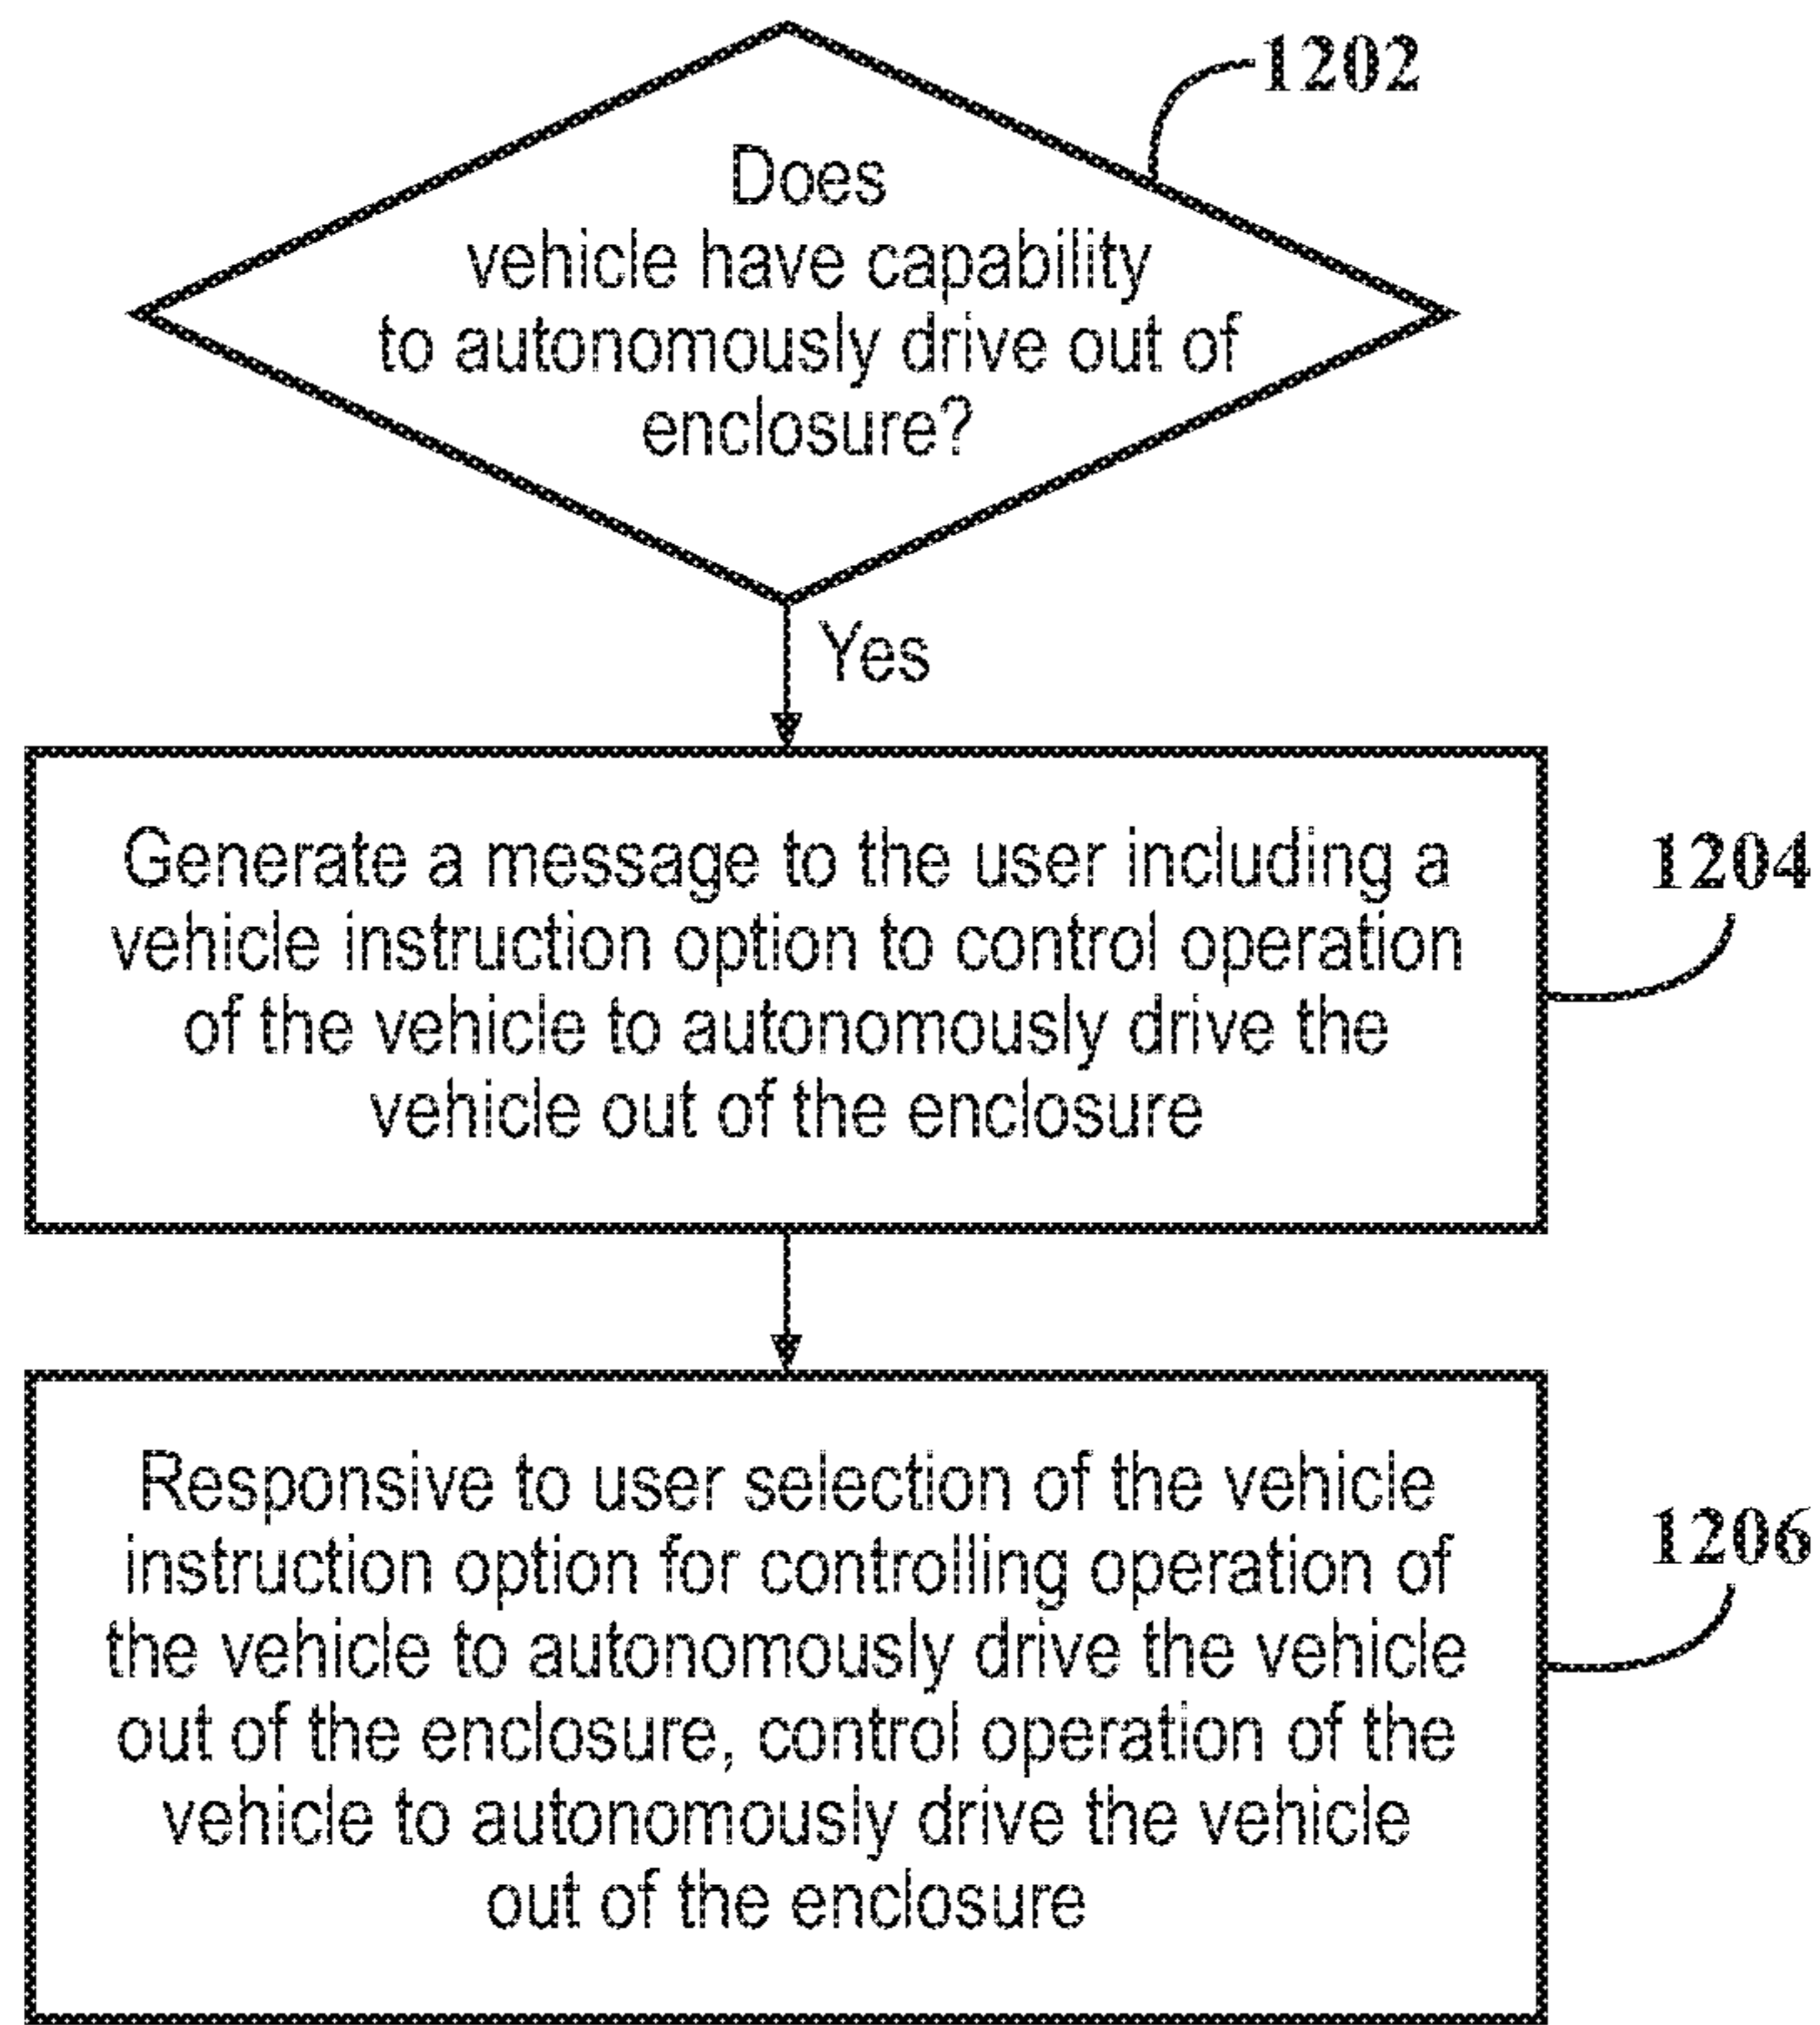 1202
Does
vehicle have capability
to autonomously drive out of
enclosure?
Yes
Generate a message to the user including a
vehicle instruction option to control operation
of the vehicle to autonomously drive the
vehicle out of the enclosure
1204
Responsive to user selection of the vehicle
instruction option for controlling operation of
the vehicle to autonomously drive the vehicle
out of the enclosure, control operation of the
vehicle to autonomously drive the vehicle
out of the enclosure
1206